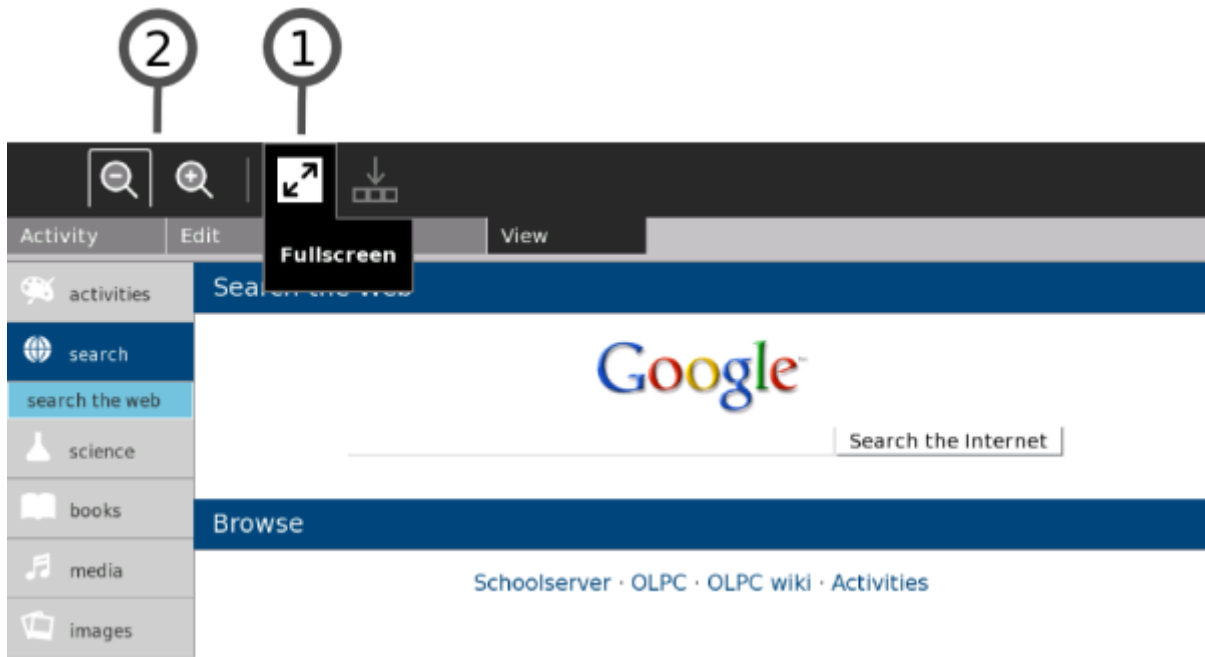 2 1
Activity Edit View
Fullscreen
activities
Search the Web
search
Google
search the web
Search the Internet
science
books
Browse
media
Schoolserver · OLPC · OLPC wiki · Activities
images